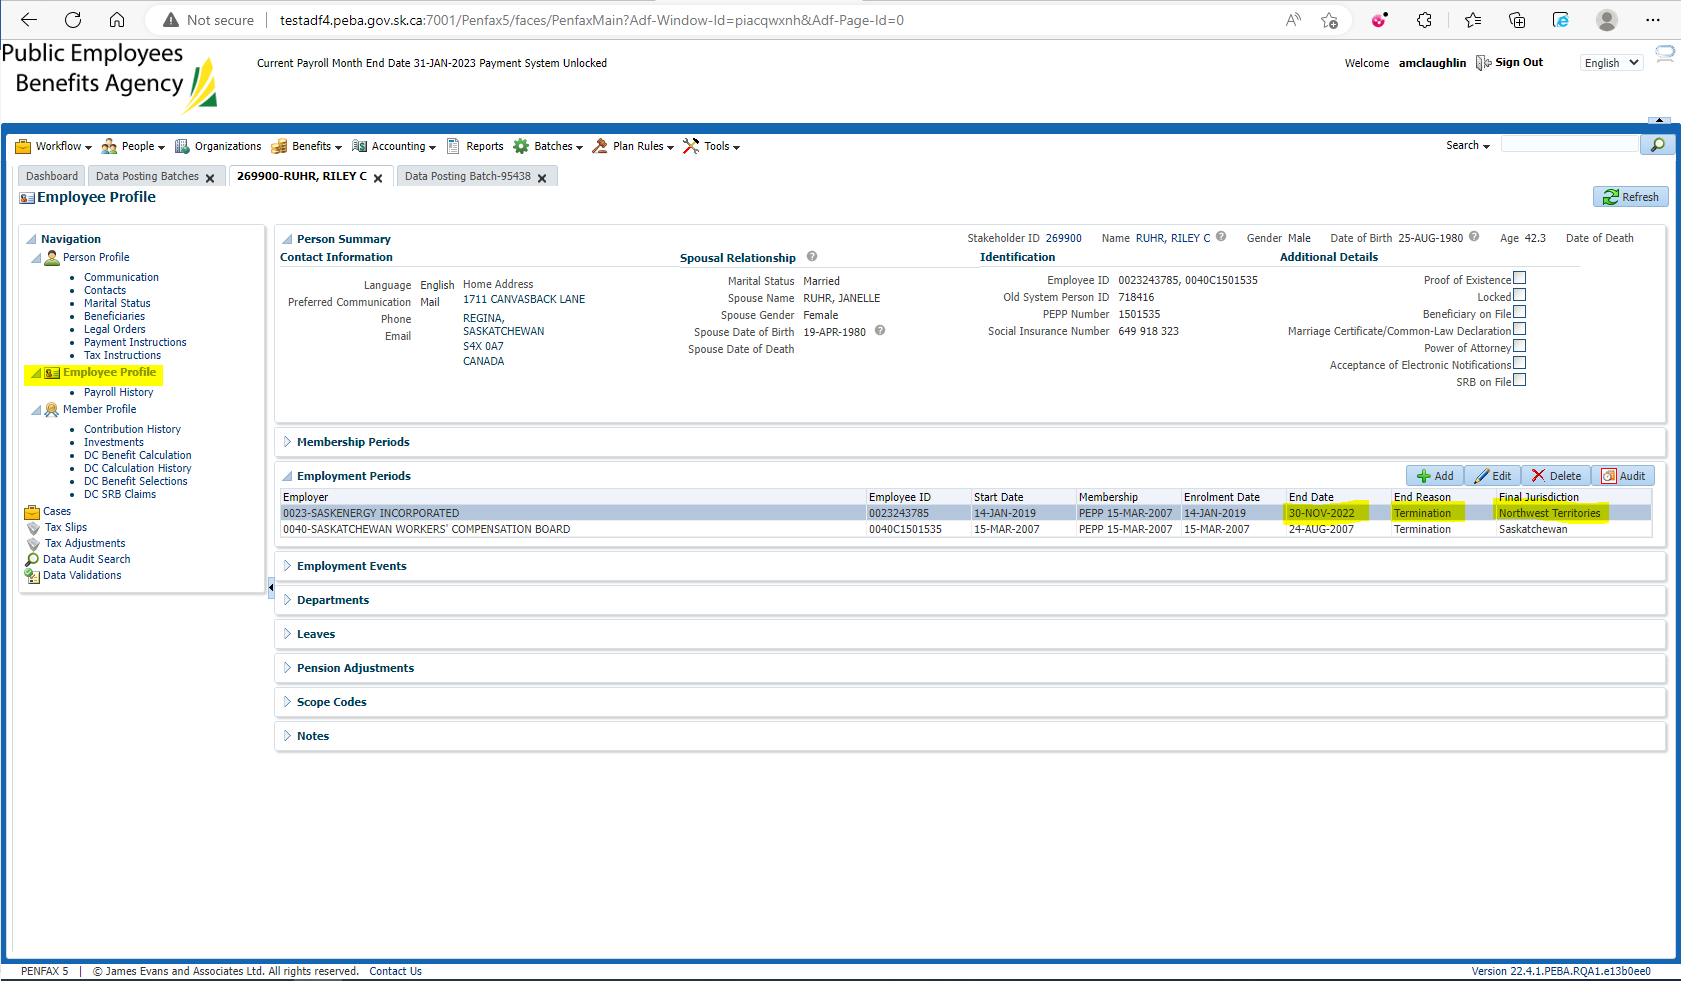 Not secure testadf4.peba.gov.sk.ca:7001/Penfax5/faces/PenfaxMain?Adf-Window-Id=piacqwxnh&Adf-Page-Id=0
Public Employees
Benefits Agency
Current Payroll Month End Date 31-JAN-2023 Payment System Unlocked
Welcome amclaughlin Sign Out English
Workflow People Organizations Benefits Accounting Reports Batches Plan Rules Tools Search
Dashboard Data Posting Batches 269900-RUHR, RILEY C Data Posting Batch-95438
Employee Profile Refresh
Navigation
Person Profile
Communication
Contacts
Marital Status
Beneficiaries
Legal Orders
Payment Instructions
Tax Instructions
Employee Profile
Payroll History
Member Profile
Contribution History
Investments
DC Benefit Calculation
DC Calculation History
DC Benefit Selections
DC SRB Claims
Cases
Tax Slips
Tax Adjustments
Data Audit Search
Data Validations
Person Summary Stakeholder ID 269900 Name RUHR, RILEY C Gender Male Date of Birth 25-AUG-1980 Age 42.3 Date of Death
Contact Information
Language English
Preferred Communication Mail
Phone
Email
Home Address
1711 CANVASBACK LANE
REGINA,
SASKATCHEWAN
S4X 0A7
CANADA
Spousal Relationship
Marital Status Married
Spouse Name RUHR, JANELLE
Spouse Gender Female
Spouse Date of Birth 19-APR-1980
Spouse Date of Death
Identification
Employee ID 0023243785, 0040C1501535
Old System Person ID 718416
PEPP Number 1501535
Social Insurance Number 649 918 323
Additional Details
Proof of Existence
Locked
Beneficiary on File
Marriage Certificate/Common-Law Declaration
Power of Attorney
Acceptance of Electronic Notifications
SRB on File
Membership Periods
Employment Periods Add Edit Delete Audit
Employer Employee ID Start Date Membership Enrolment Date End Date End Reason Final Jurisdiction
0023-SASKENERGY INCORPORATED 0023243785 14-JAN-2019 PEPP 15-MAR-2007 14-JAN-2019 30-NOV-2022 Termination Northwest Territories
0040-SASKATCHEWAN WORKERS' COMPENSATION BOARD 0040C1501535 15-MAR-2007 PEPP 15-MAR-2007 15-MAR-2007 24-AUG-2007 Termination Saskatchewan
Employment Events
Departments
Leaves
Pension Adjustments
Scope Codes
Notes
PENFAX 5 | © James Evans and Associates Ltd. All rights reserved. Contact Us Version 22.4.1.PEBA.RQA1.e13b0ee0